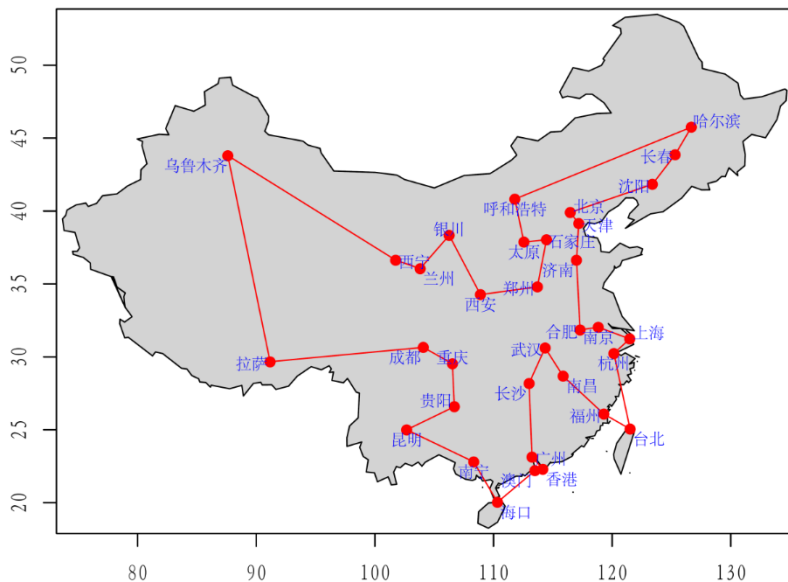 50
45
40
35
30
25
20
80
90
100
110
120
130
哈尔滨
长春
沈阳
乌鲁木齐
呼和浩特
北京
天津
银川
太原
石家庄
西宁
兰州
济南
西安
郑州
合肥
南京
上海
拉萨
成都
重庆
武汉
杭州
贵阳
长沙
南昌
福州
昆明
台北
南宁
广州
澳门
香港
海口